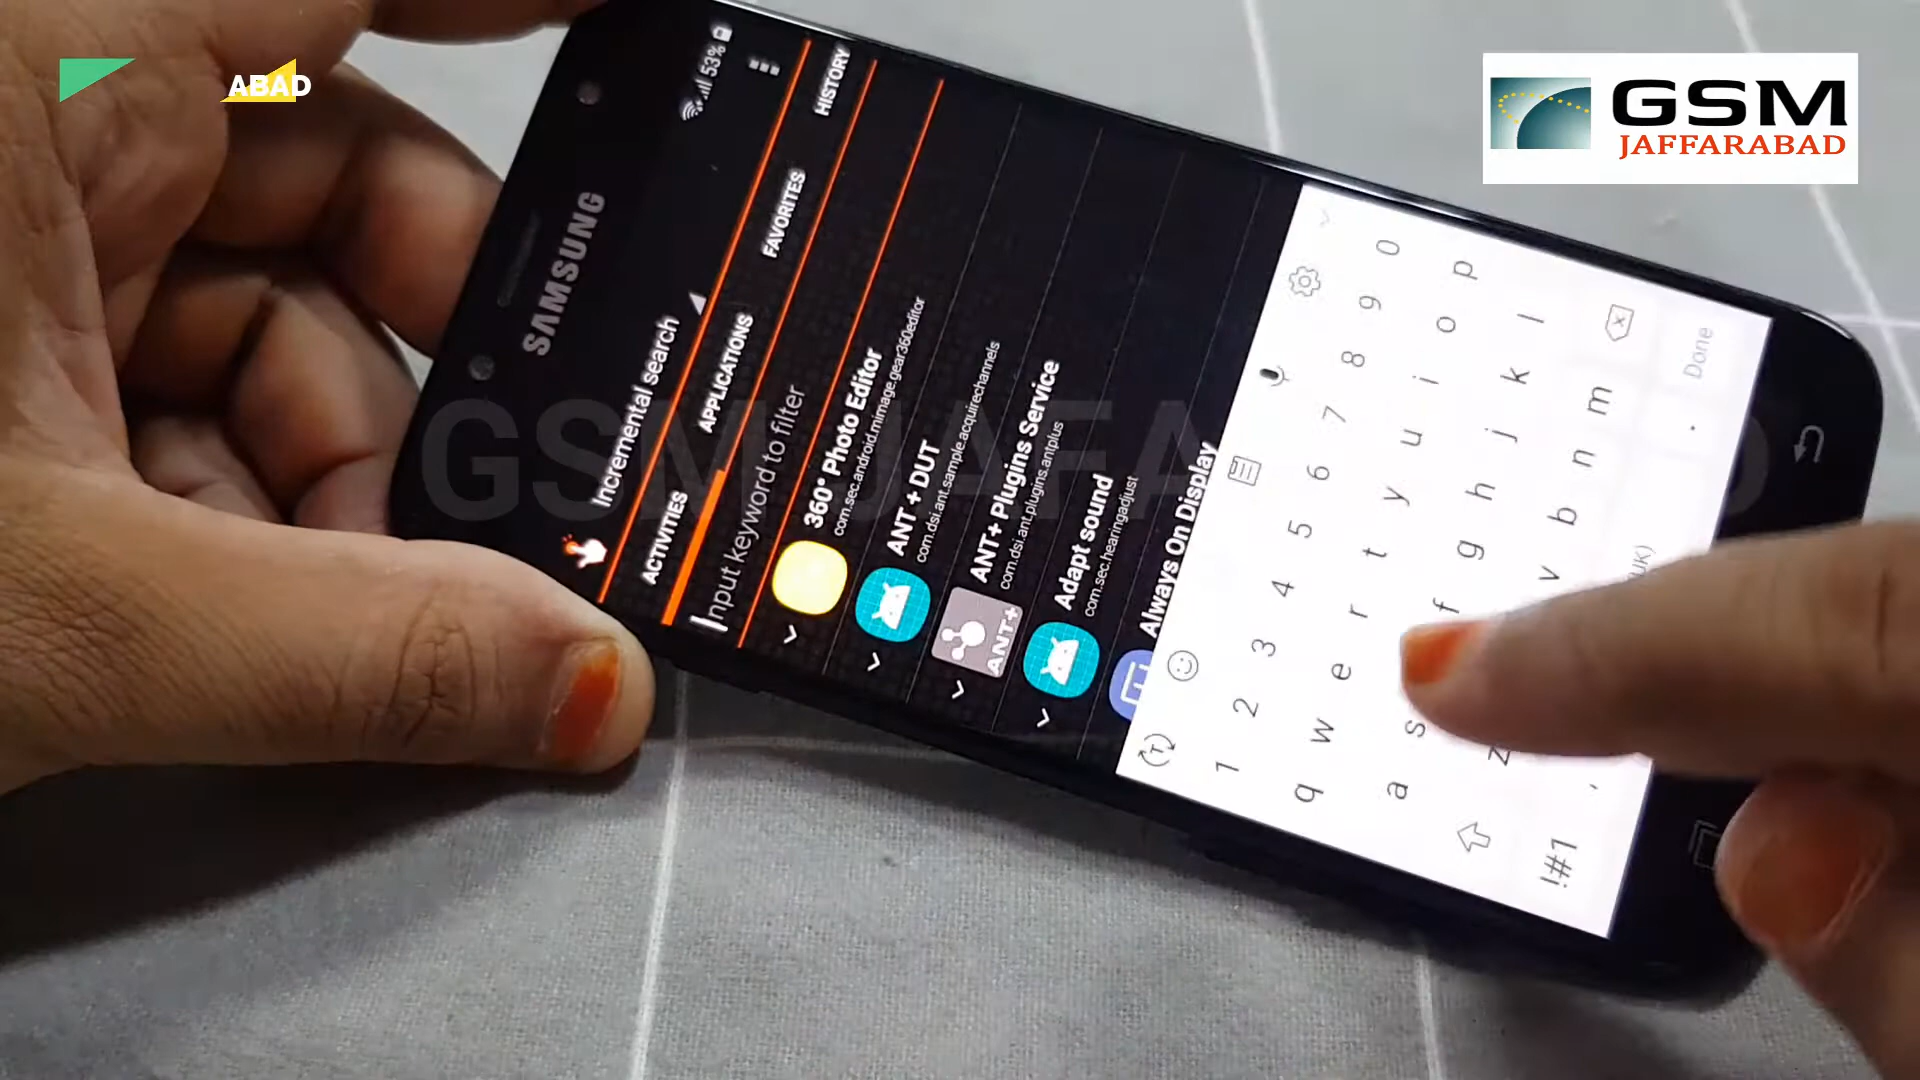 ABAD
GSM
JAFFARABAD
SAMSUNG
53%
Incremental search
ACTIVITIES
APPLICATIONS
FAVORITES
HISTORY
Input keyword to filter
360° Photo Editor
com.sec.android.mimage.gear360editor
ANT + DUT
com.dsi.ant.sample.acquirechannels
ANT+
ANT+ Plugins Service
com.dsi.ant.plugins.antplus
Adapt sound
com.sec.hearingadjust
Always On Display
T
1 2 3 4 5 6 7 8 9 0
q w e r t y u i o p
a s f g h j k l
z v b n m
!#1 , (UK) . Done